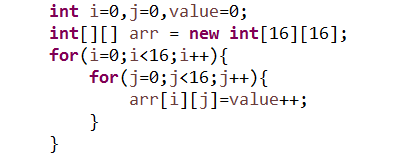 int i=0,j=0,value=0;
int[][] arr = new int[16][16];
for(i=0;i<16;i++){
for(j=0;j<16;j++){
arr[i][j]=value++;
}
}